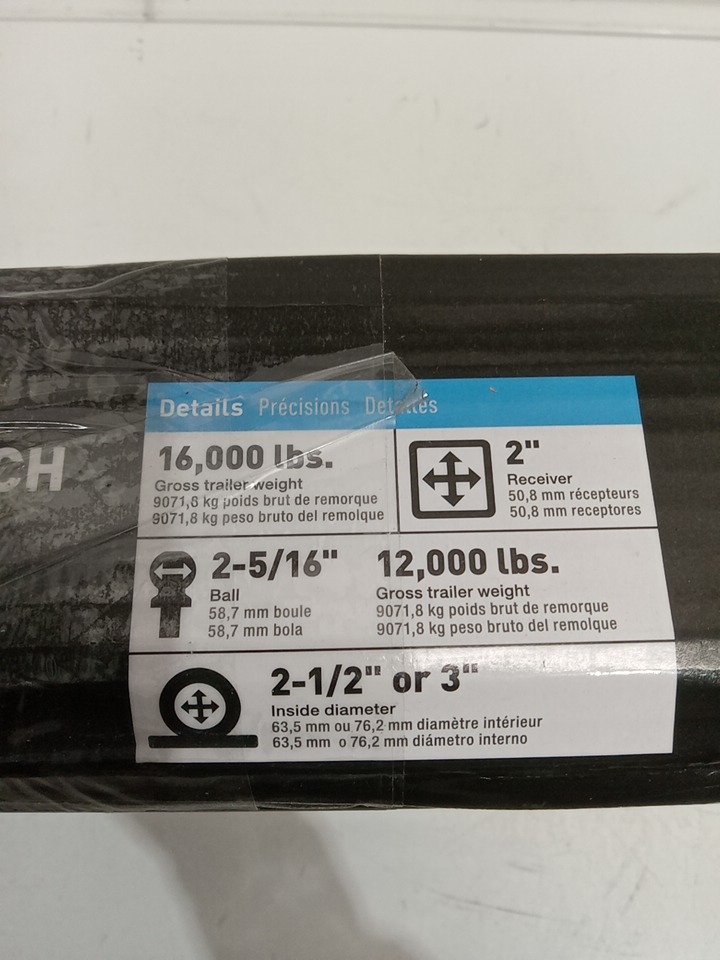 CH
Details Précisions Detalles
16,000 lbs.
Gross trailer weight
9071,8 kg poids brut de remorque
9071,8 kg peso bruto del remolque
2"
Receiver
50,8 mm récepteurs
50,8 mm receptores
2-5/16"
Ball
58,7 mm boule
58,7 mm bola
12,000 lbs.
Gross trailer weight
9071,8 kg poids brut de remorque
9071,8 kg peso bruto del remolque
2-1/2" or 3"
Inside diameter
63,5 mm ou 76,2 mm diamètre intérieur
63,5 mm o 76,2 mm diámetro interno